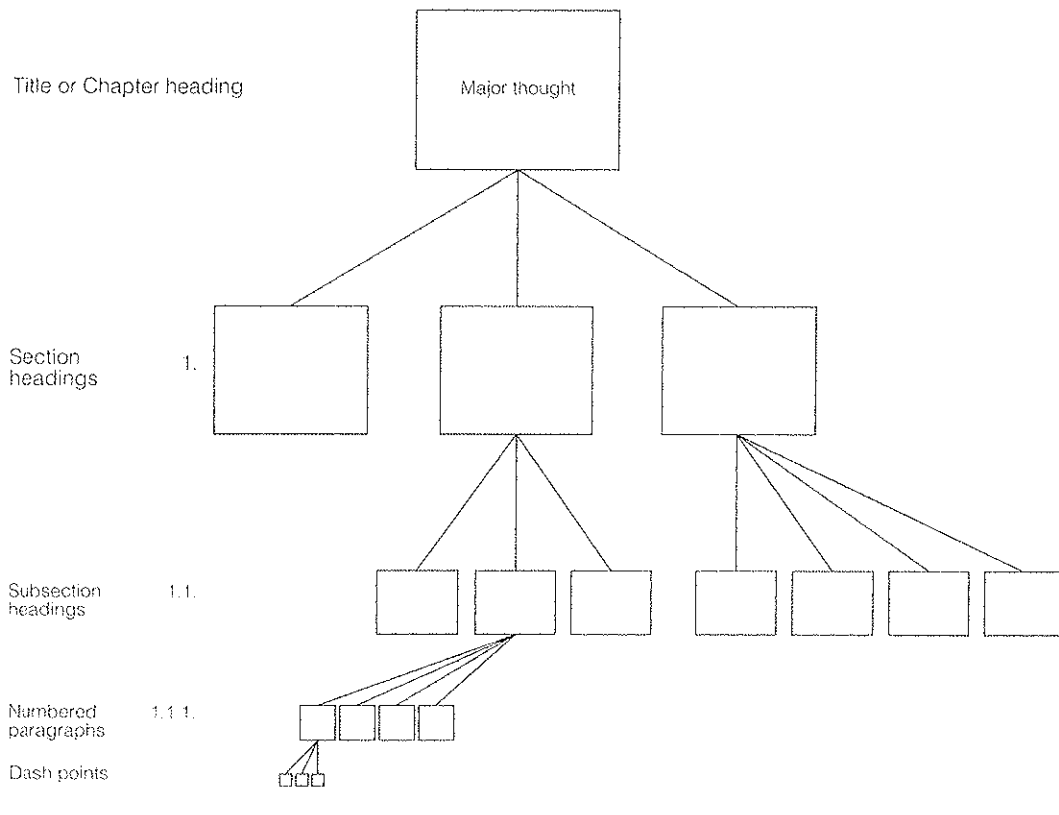 Title or Chapter heading
Major thought
Section
headings
1.
Subsection
headings
1.1.
Numbered
paragraphs
1.1.1.
Dash points